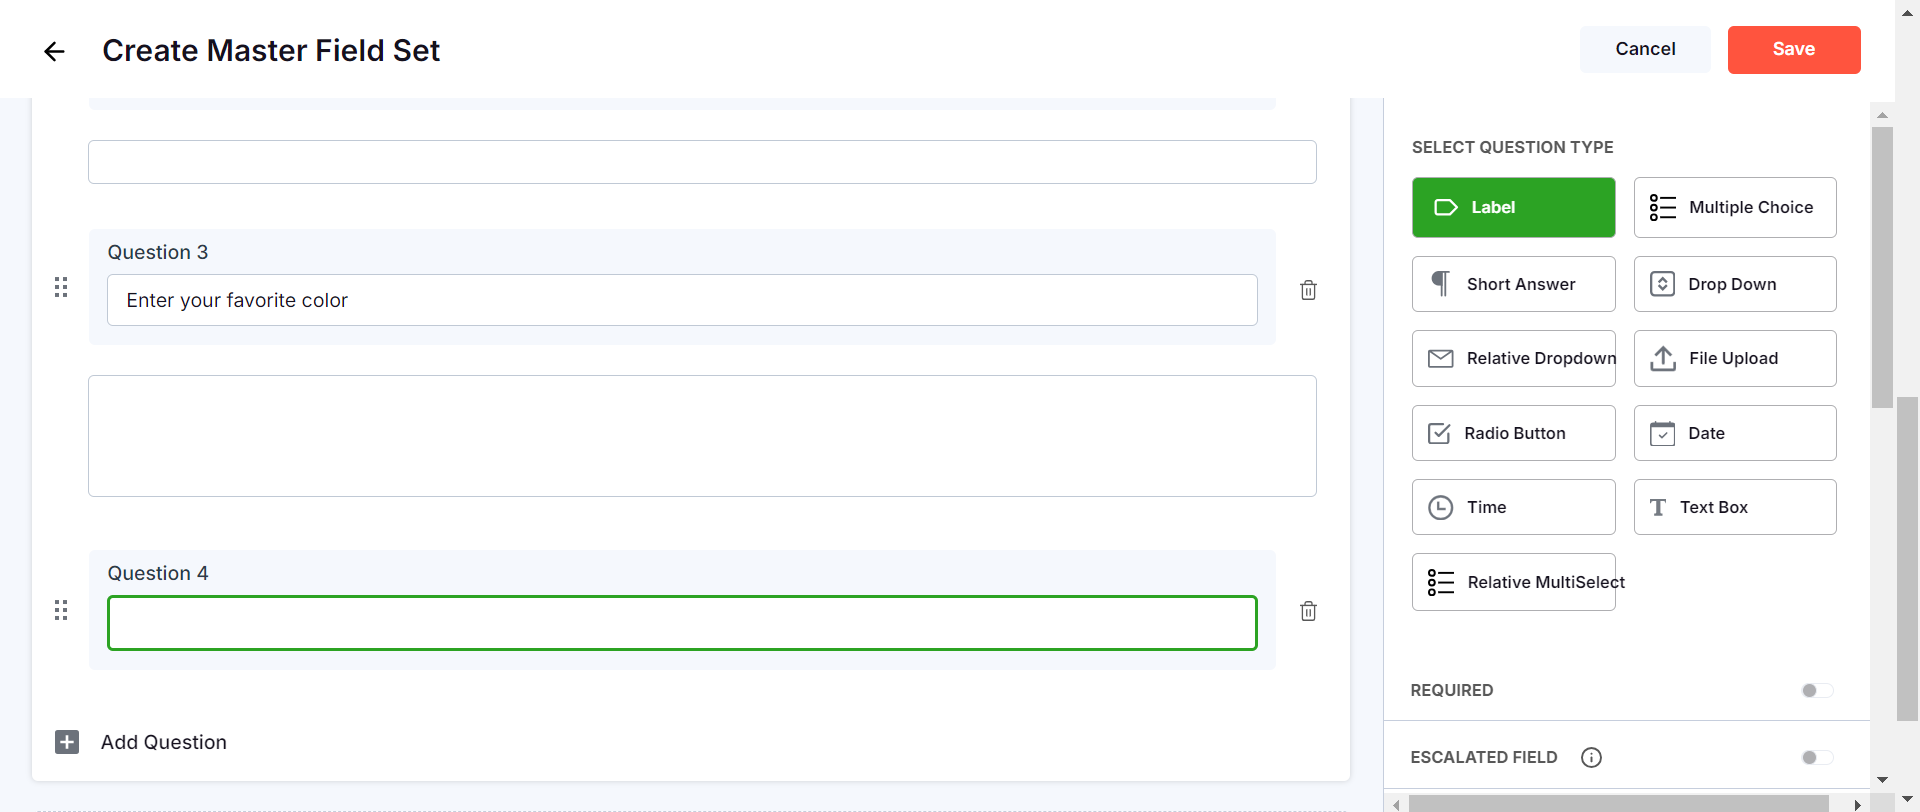 Create Master Field Set
Cancel
Save
Question 3
Enter your favorite color
Question 4
Add Question
SELECT QUESTION TYPE
Label
Multiple Choice
Short Answer
Drop Down
Relative Dropdown
File Upload
Radio Button
Date
Time
Text Box
Relative MultiSelect
REQUIRED
ESCALATED FIELD